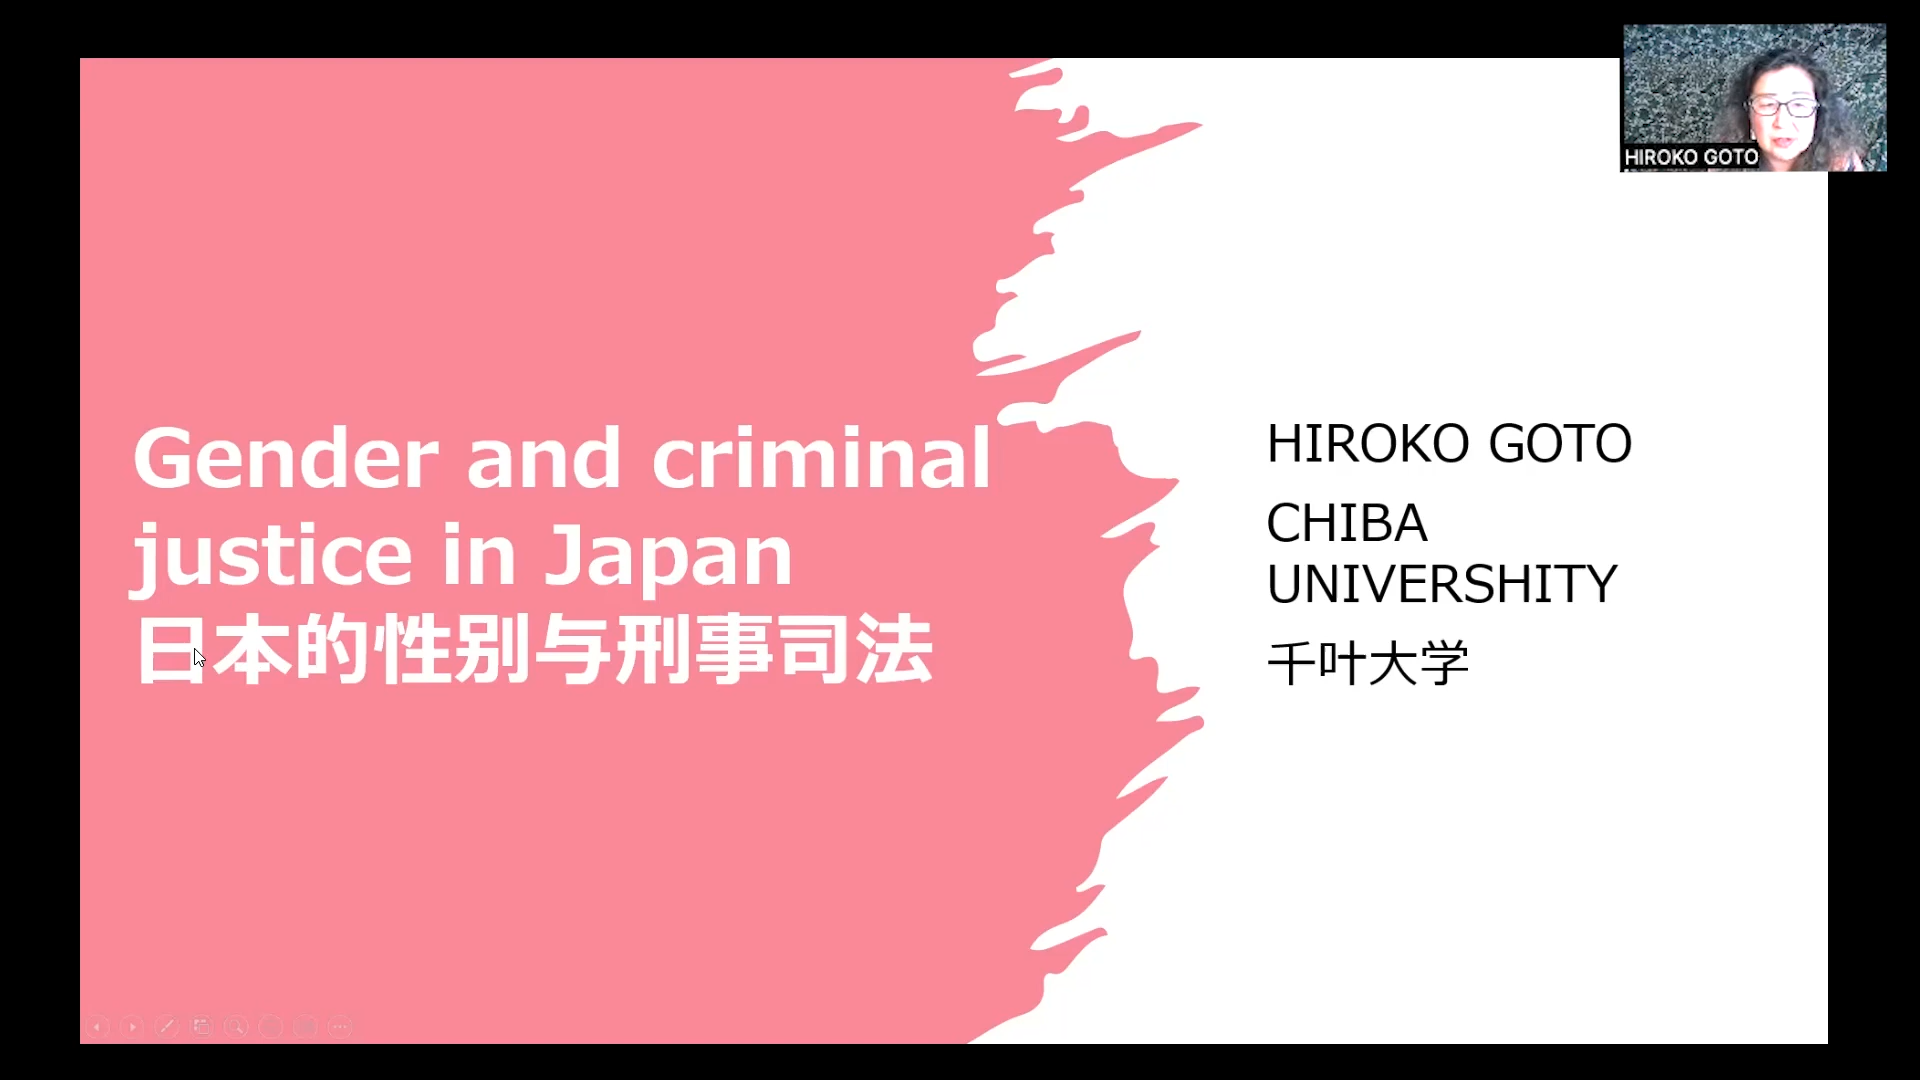 Gender and criminal
justice in Japan
日本的性别与刑事司法
HIROKO GOTO
CHIBA
UNIVERSHITY
千叶大学
HIROKO GOTO